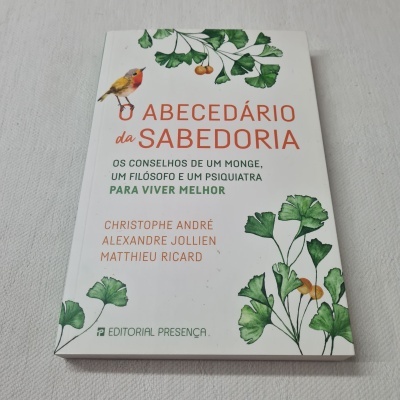 O ABECEDÁRIO
da SABEDORIA
OS CONSELHOS DE UM MONGE,
UM FILÓSOFO E UM PSIQUIATRA
PARA VIVER MELHOR
CHRISTOPHE ANDRÉ
ALEXANDRE JOLLIEN
MATTHIEU RICARD
EDITORIAL PRESENÇA